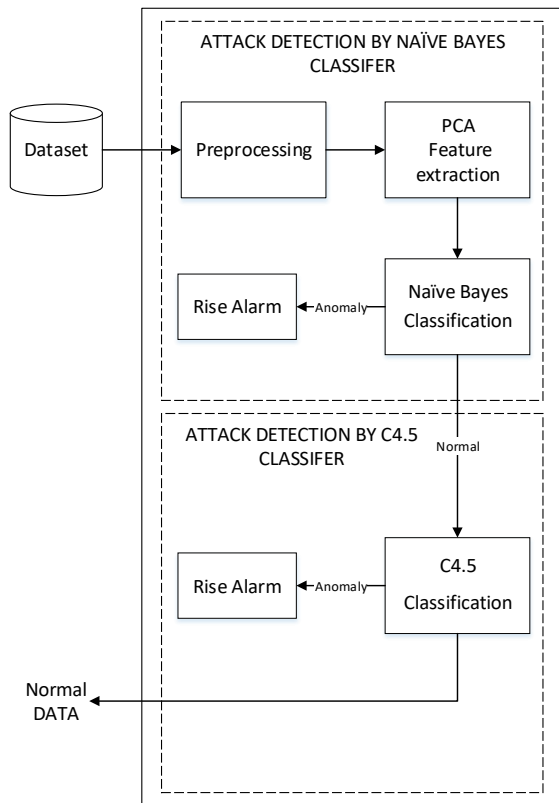 ATTACK DETECTION BY NAÏVE BAYES
CLASSIFER
Dataset
Preprocessing
PCA
Feature
extraction
Rise Alarm
Anomaly
Naïve Bayes
Classification
Normal
ATTACK DETECTION BY C4.5
CLASSIFER
Rise Alarm
Anomaly
C4.5
Classification
Normal
DATA